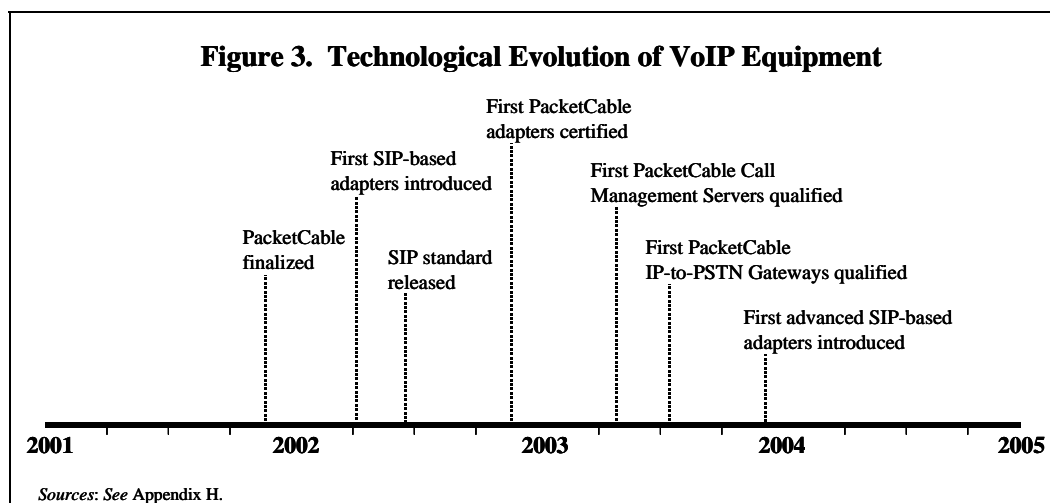 Figure 3. Technological Evolution of VoIP Equipment
First PacketCable
adapters certified
First SIP-based
adapters introduced
First PacketCable Call
Management Servers qualified
PacketCable
finalized
SIP standard
released
First PacketCable
IP-to-PSTN Gateways qualified
First advanced SIP-based
adapters introduced
2001 2002 2003 2004 2005
Sources: See Appendix H.